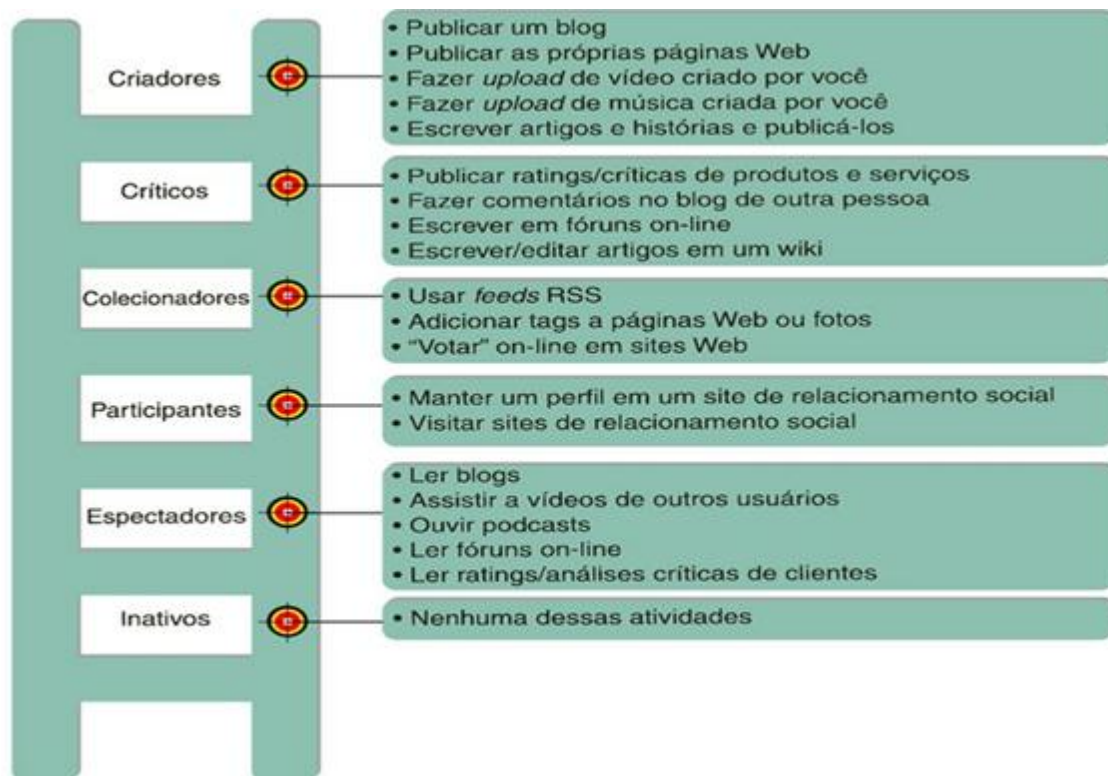 Criadores
• Publicar um blog
• Publicar as próprias páginas Web
• Fazer upload de vídeo criado por você
• Fazer upload de música criada por você
• Escrever artigos e histórias e publicá-los
Críticos
• Publicar ratings/críticas de produtos e serviços
• Fazer comentários no blog de outra pessoa
• Escrever em fóruns on-line
• Escrever/editar artigos em um wiki
Colecionadores
• Usar feeds RSS
• Adicionar tags a páginas Web ou fotos
• “Votar” on-line em sites Web
Participantes
• Manter um perfil em um site de relacionamento social
• Visitar sites de relacionamento social
Espectadores
• Ler blogs
• Assistir a vídeos de outros usuários
• Ouvir podcasts
• Ler fóruns on-line
• Ler ratings/análises críticas de clientes
Inativos
• Nenhuma dessas atividades